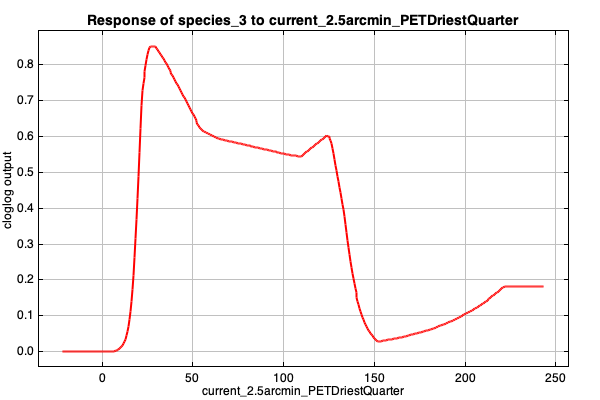 Response of species_3 to current_2.5arcmin_PETDriestQuarter
cloglog output
0.8
0.7
0.6
0.5
0.4
0.3
0.2
0.1
0.0
0 50 100 150 200 250
current_2.5arcmin_PETDriestQuarter